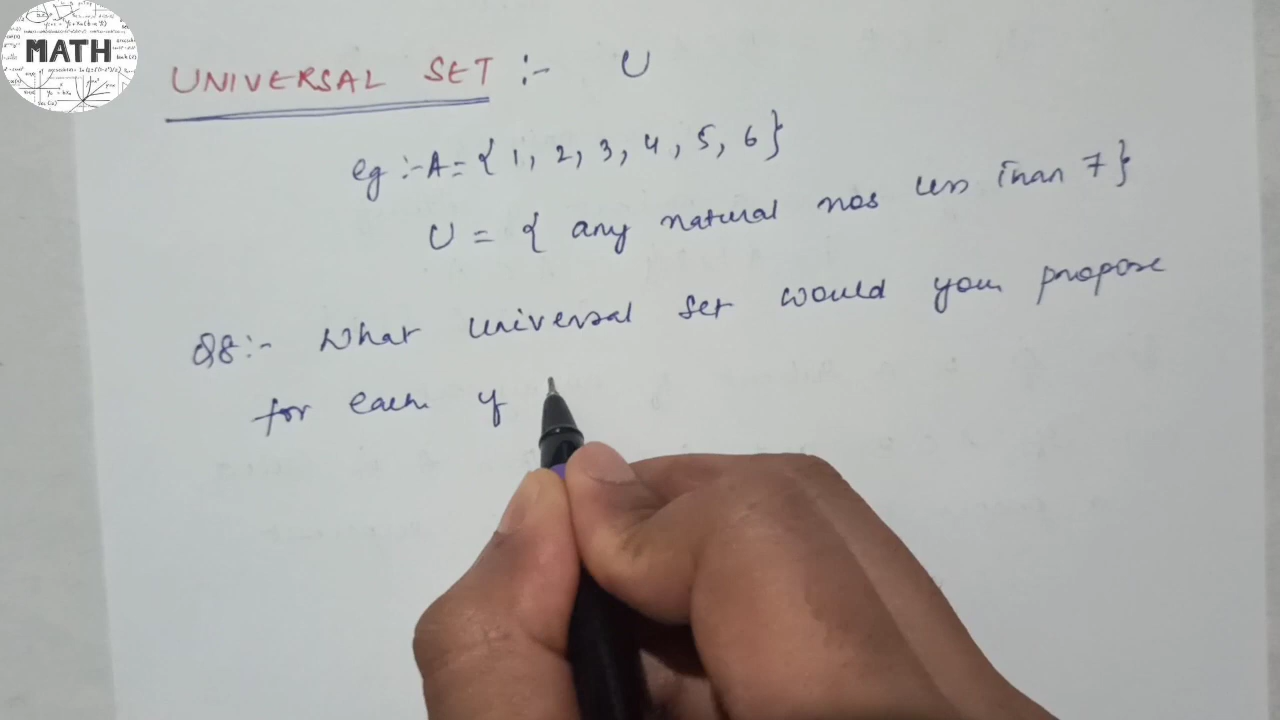 MATH
UNIVERSAL SET :- U
eg :- A = { 1, 2, 3, 4, 5, 6 }
U = { any natural nos less than 7 }
Q8:- What universal set would you propose
for each of